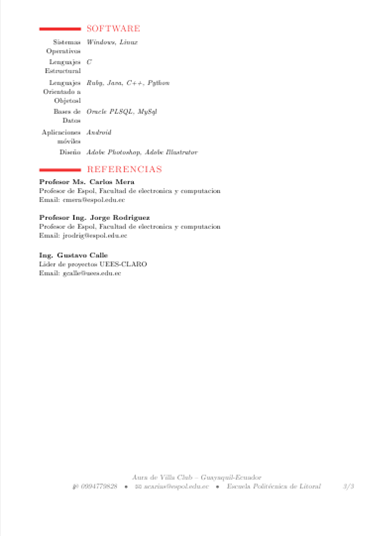 SOFTWARE
Sistemas Windows, Linux
Operativos
Lenguajes C
Estructural
Lenguajes Ruby, Java, C++, Python
Orientado a
Objetosl
Bases de Oracle PLSQL, MySql
Datos
Aplicaciones Android
móviles
Diseño Adobe Photoshop, Adobe Illustrator
REFERENCIAS
Profesor Ms. Carlos Mera
Profesor de Espol, Facultad de electronica y computacion
Email: cmera@espol.edu.ec
Profesor Ing. Jorge Rodriguez
Profesor de Espol, Facultad de electronica y computacion
Email: jrodrig@espol.edu.ec
Ing. Gustavo Calle
Lider de proyectos UEES-CLARO
Email: gcalle@uees.edu.ec
Aura de Villa Club – Guayaquil-Ecuador
0994779828 • acarias@espol.edu.ec • Escuela Politécnica de Litoral 3/3